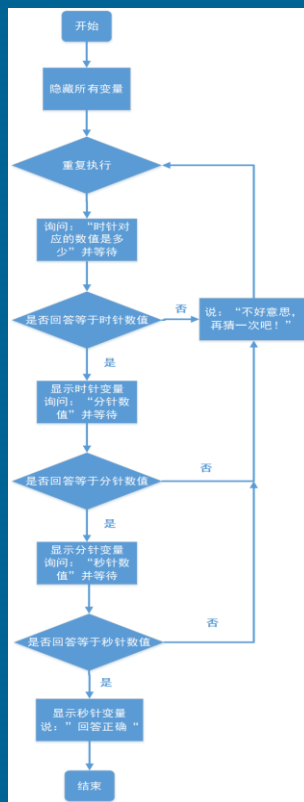 开始
隐藏所有变量
重复执行
询问：“时针对
应的数值是多
少”并等待
是否回答等于时针数值
否
说：“不好意思，
再猜一次吧！”
是
显示时针变量
询问：“分针数
值”并等待
是否回答等于分针数值
否
是
显示分针变量
询问：“秒针数
值”并等待
是否回答等于秒针数值
否
是
显示秒针变量
说：”回答正确“
结束